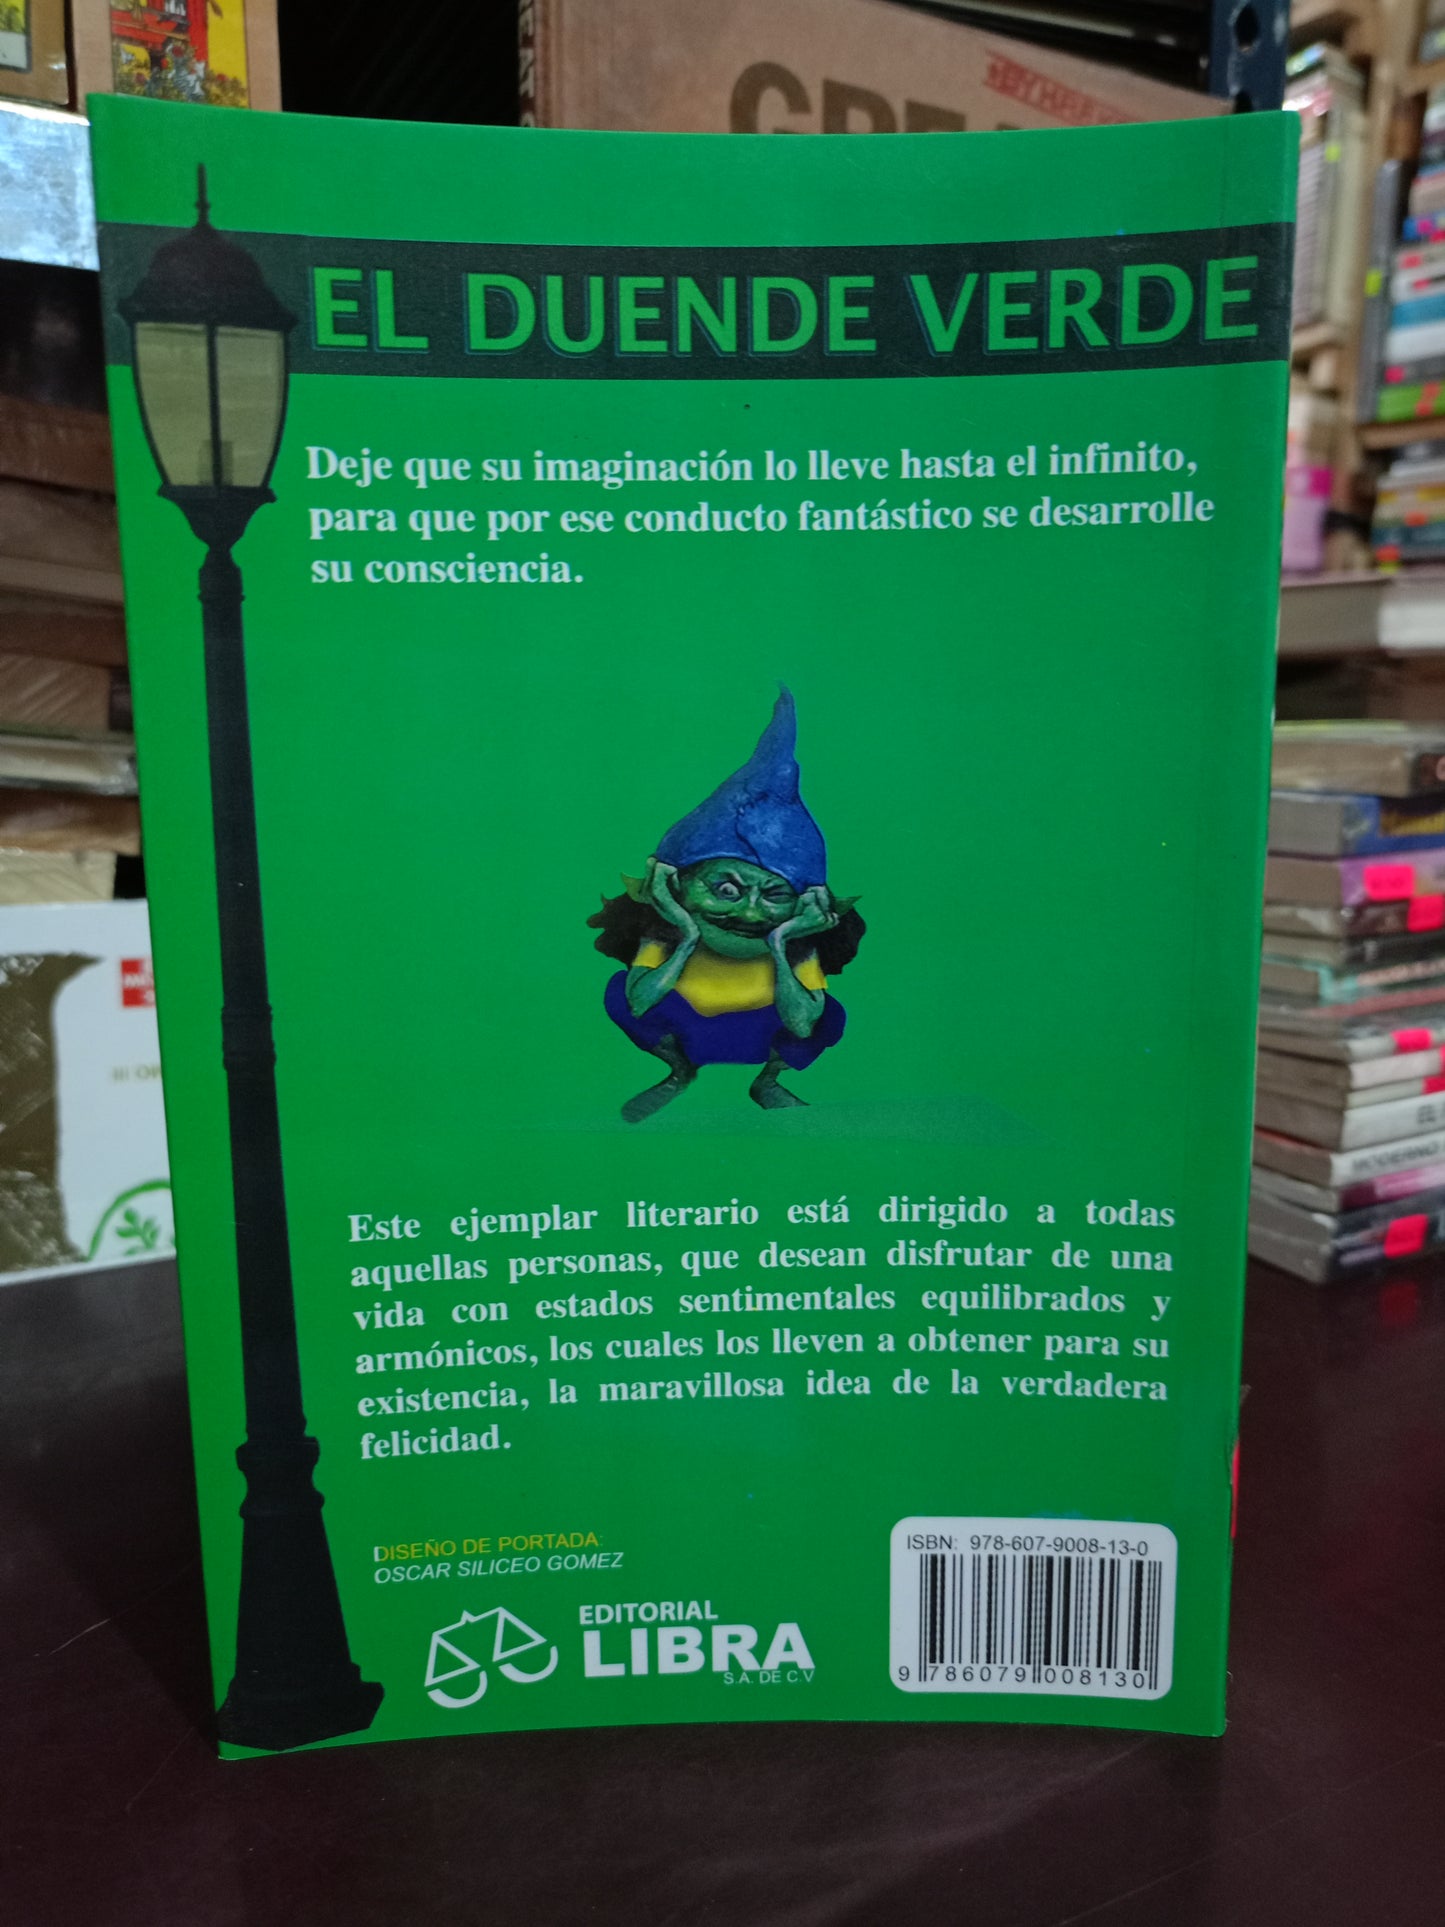 GREA
EL DUENDE VERDE
Deje que su imaginación lo lleve hasta el infinito,
para que por ese conducto fantástico se desarrolle
su consciencia.
Este ejemplar literario está dirigido a todas
aquellas personas, que desean disfrutar de una
vida con estados sentimentales equilibrados y
armónicos, los cuales los lleven a obtener para su
existencia, la maravillosa idea de la verdadera
felicidad.
DISEÑO DE PORTADA:
OSCAR SILICEO GOMEZ
EDITORIAL
LIBRA
S.A. DE C.V
ISBN: 978-607-9008-13-0
9 786079 008130
MODERNO